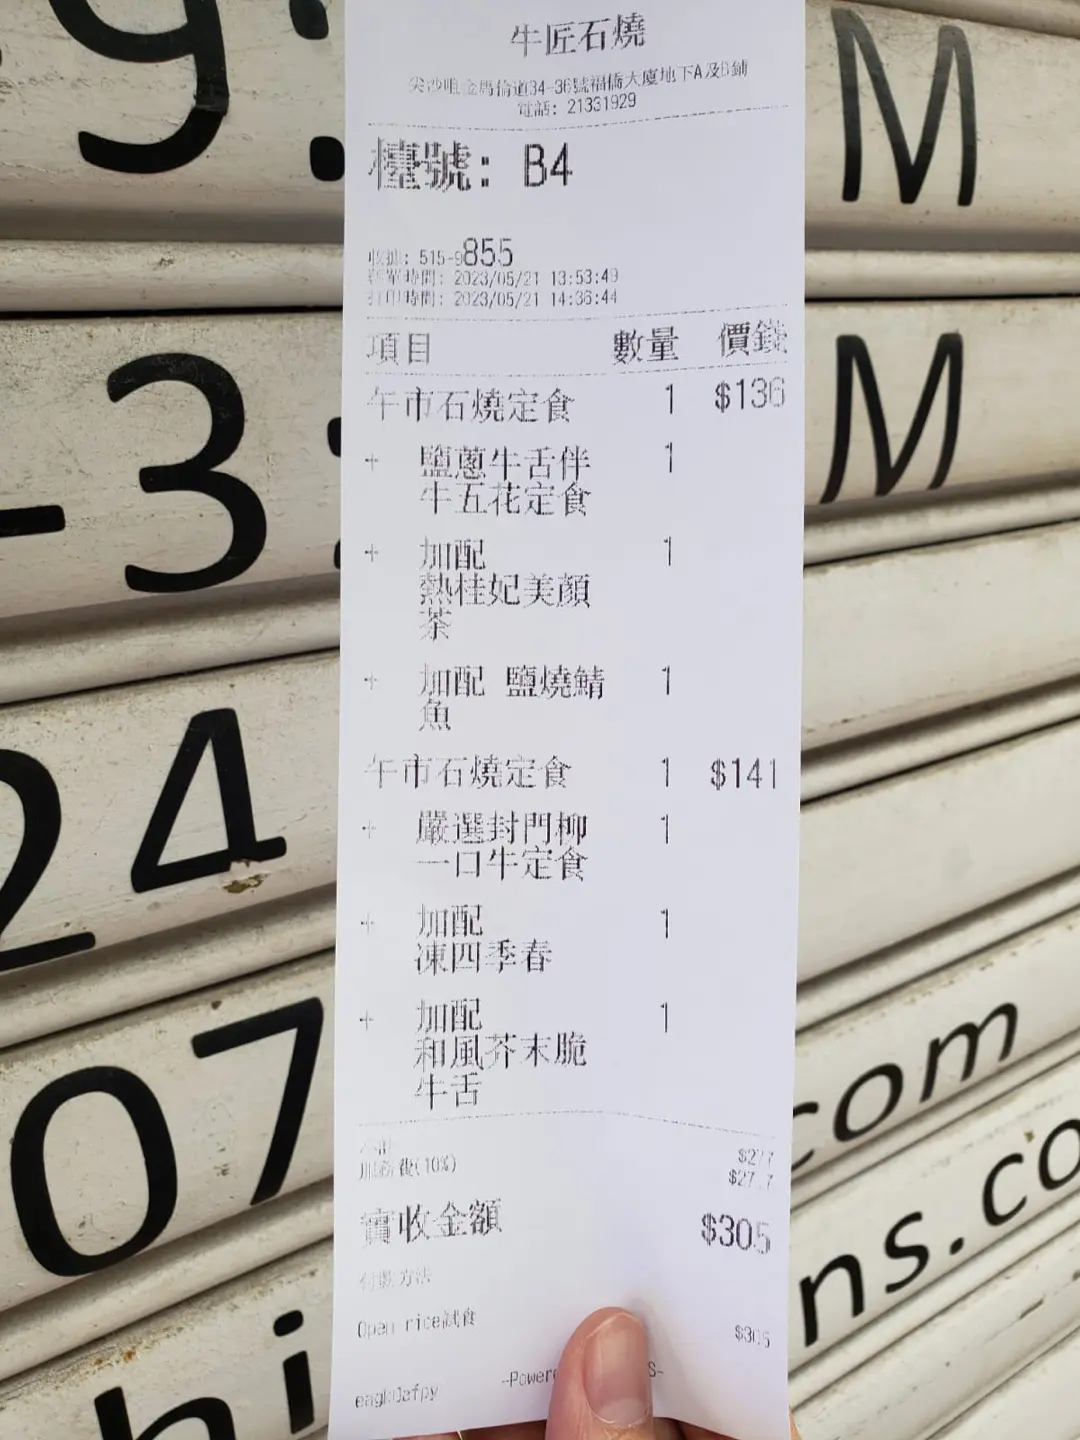 牛匠石燒
尖沙咀金馬倫道34-36號福僑大廈地下A及B鋪
電話: 21331929
檯號: B4
收據: 515-9855
開單時間: 2023/05/21 13:53:49
打印時間: 2023/05/21 14:36:44
項目 數量 價錢
午市石燒定食 1 $136
+ 鹽蔥牛舌伴 1
牛五花定食
+ 加配 1
熱桂妃美顏
茶
+ 加配 鹽燒鯖 1
魚
午市石燒定食 1 $141
+ 嚴選封門柳 1
一口牛定食
+ 加配 1
凍四季春
+ 加配 1
和風芥末脆
牛舌
小計 $277
服務費(10%) $27.7
實收金額 $305
付款方法
Open rice試食 $305
-Powere S-
9:
M
-3:
M
24
07
.com
ns.co
hi